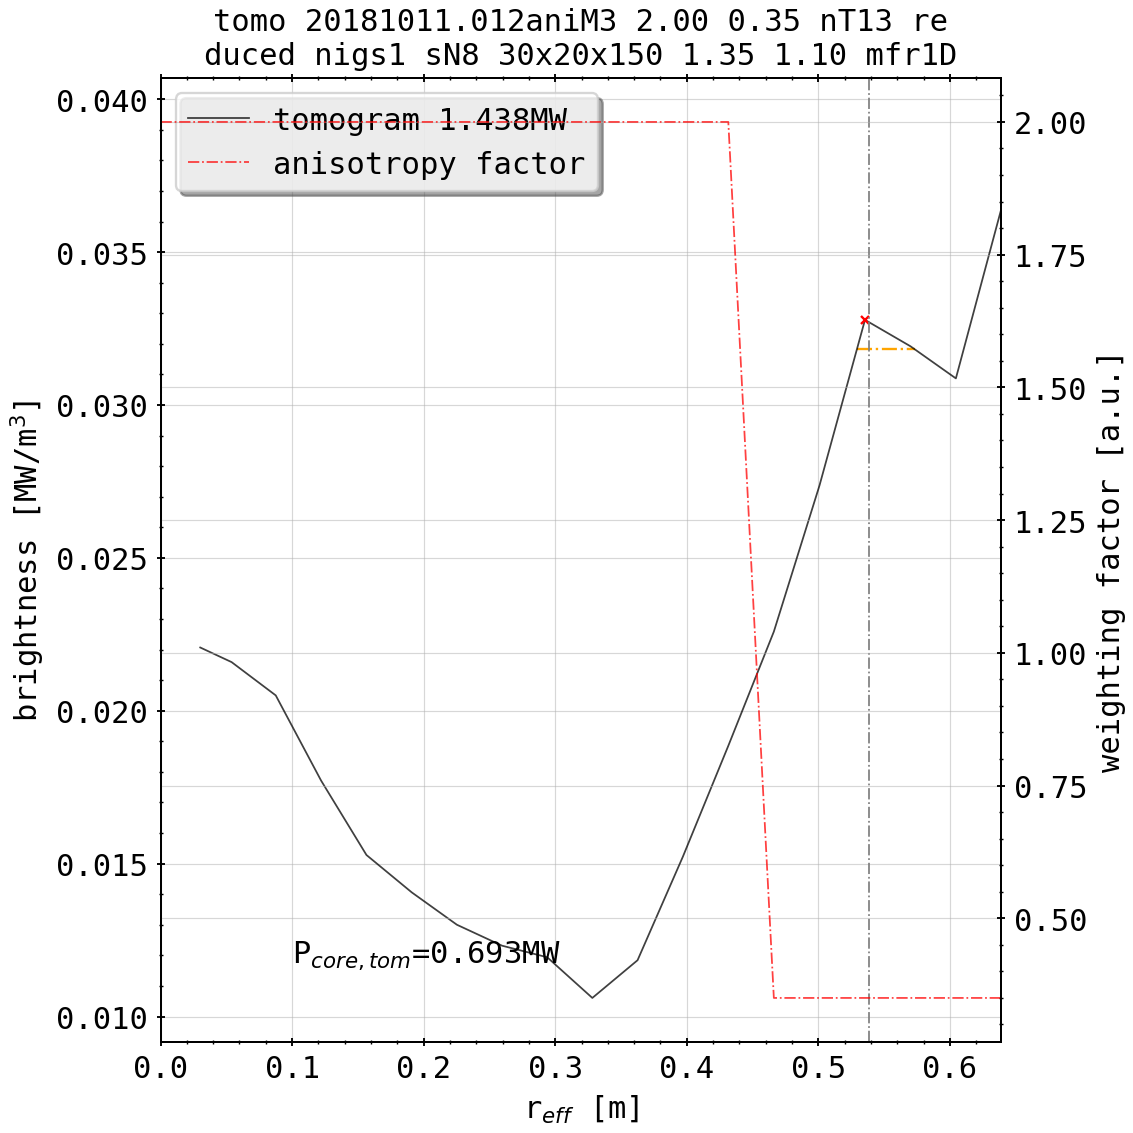 tomo 20181011.012aniM3 2.00 0.35 nT13 re
duced nigs1 sN8 30x20x150 1.35 1.10 mfr1D
tomogram 1.438MW
anisotropy factor
0.040
0.035
0.030
0.025
0.020
0.015
0.010
brightness [MW/m³]
2.00
1.75
1.50
1.25
1.00
0.75
0.50
weighting factor [a.u.]
P_core,tom=0.693MW
0.0 0.1 0.2 0.3 0.4 0.5 0.6
r_eff [m]